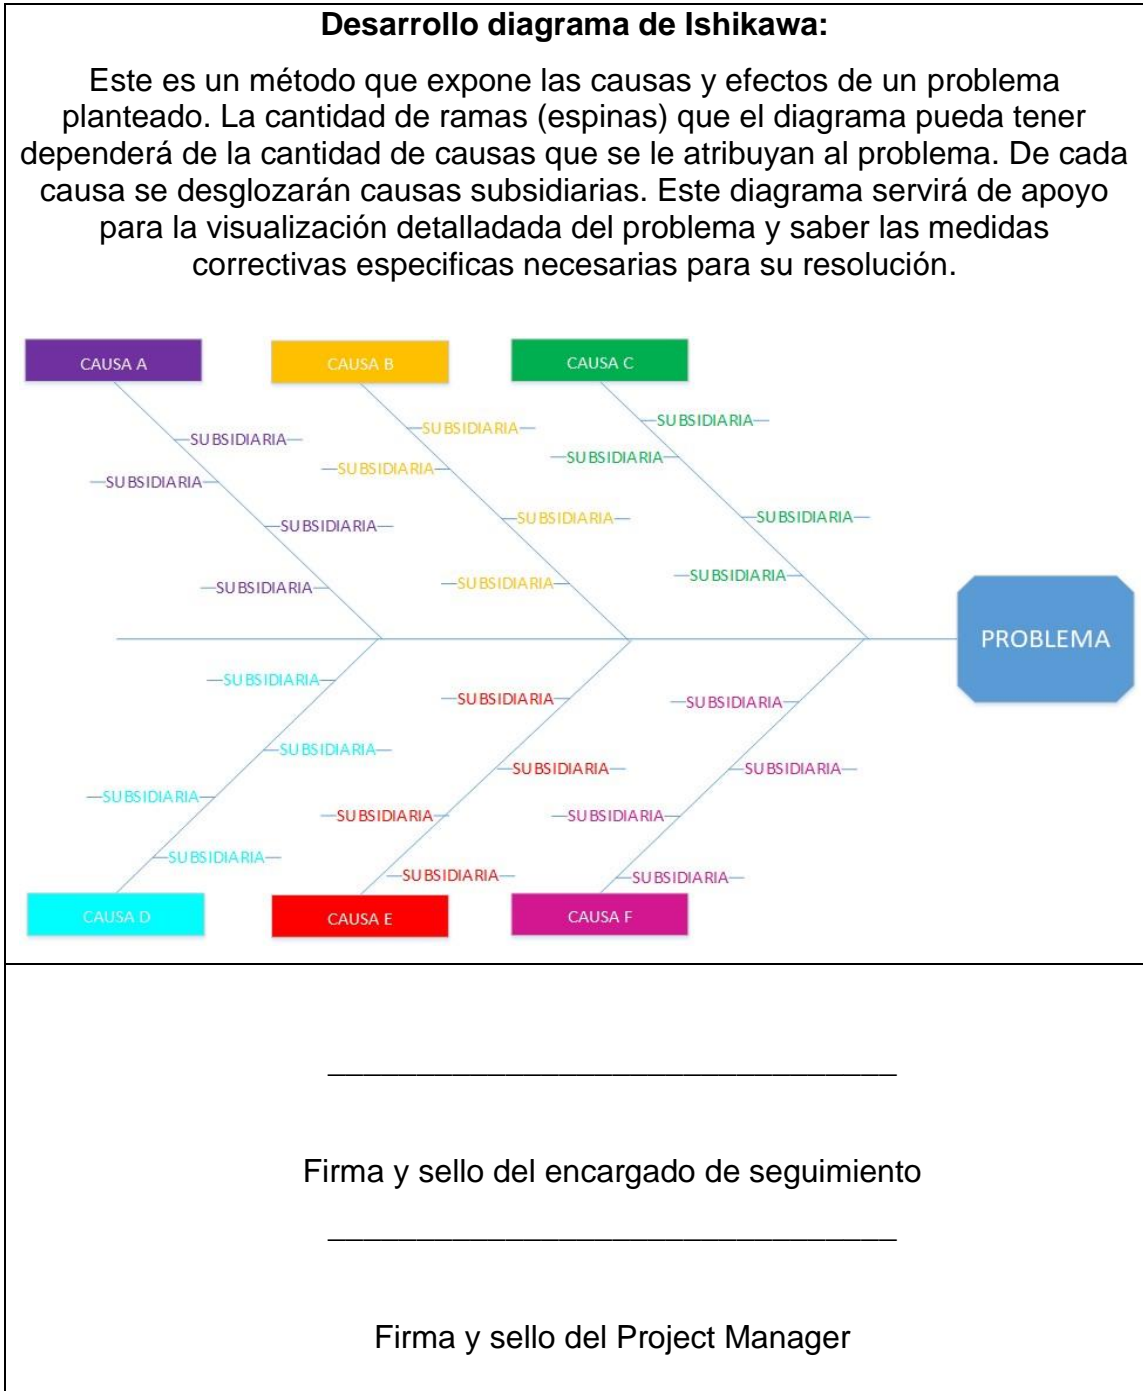 Desarrollo diagrama de Ishikawa:
Este es un método que expone las causas y efectos de un problema
planteado. La cantidad de ramas (espinas) que el diagrama pueda tener
dependerá de la cantidad de causas que se le atribuyan al problema. De cada
causa se desglozarán causas subsidiarias. Este diagrama servirá de apoyo
para la visualización detalladada del problema y saber las medidas
correctivas especificas necesarias para su resolución.
CAUSA A
CAUSA B
CAUSA C
SUBSIDIARIA
SUBSIDIARIA
SUBSIDIARIA
SUBSIDIARIA
SUBSIDIARIA
SUBSIDIARIA
SUBSIDIARIA
SUBSIDIARIA
SUBSIDIARIA
SUBSIDIARIA
SUBSIDIARIA
SUBSIDIARIA
PROBLEMA
SUBSIDIARIA
SUBSIDIARIA
SUBSIDIARIA
SUBSIDIARIA
SUBSIDIARIA
SUBSIDIARIA
SUBSIDIARIA
SUBSIDIARIA
SUBSIDIARIA
SUBSIDIARIA
SUBSIDIARIA
SUBSIDIARIA
CAUSA D
CAUSA E
CAUSA F
Firma y sello del encargado de seguimiento
Firma y sello del Project Manager